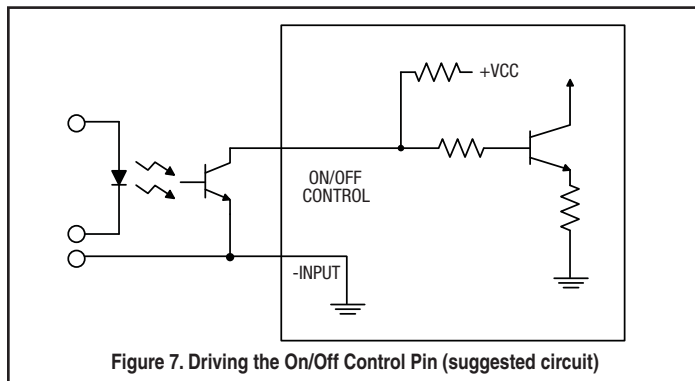 +VCC
ON/OFF
CONTROL
-INPUT
Figure 7. Driving the On/Off Control Pin (suggested circuit)